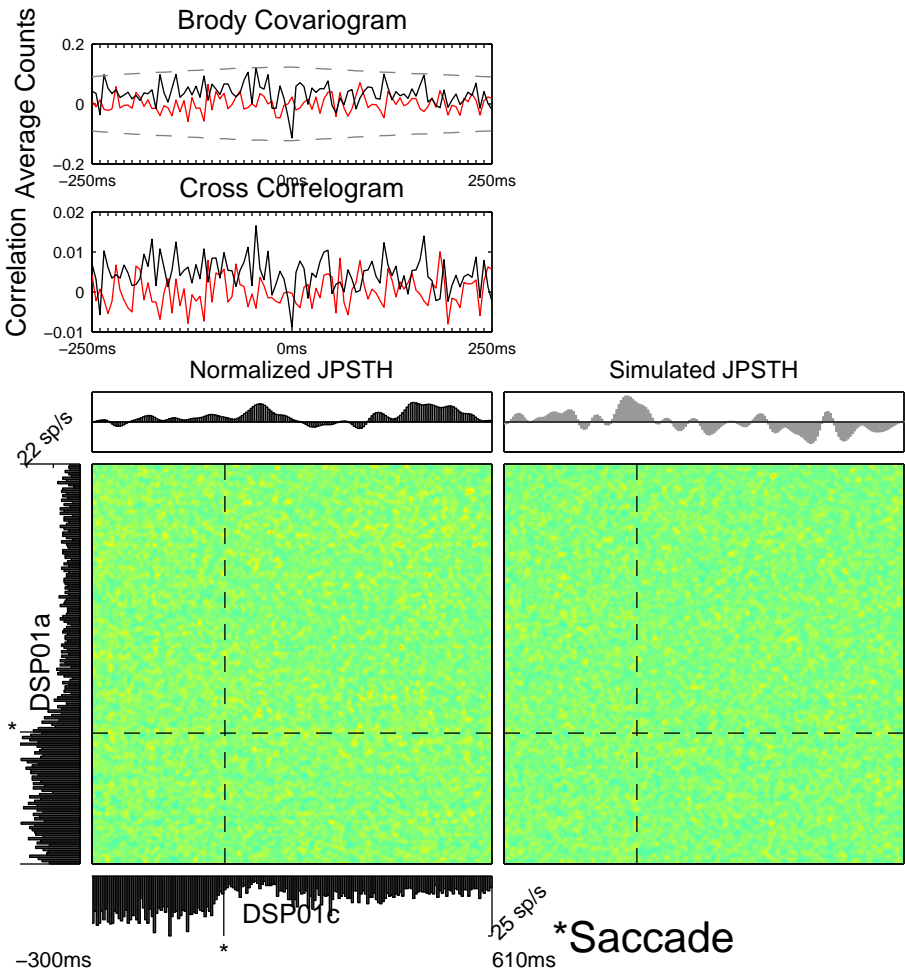 Brody Covariogram
Average Counts
0.2
0
−0.2
−250ms
0ms
250ms
Cross Correlogram
Correlation
0.02
0.01
0
−0.01
−250ms
0ms
250ms
Normalized JPSTH
Simulated JPSTH
22 sp/s
DSP01a
*
DSP01c
*
25 sp/s
*Saccade
−300ms
610ms